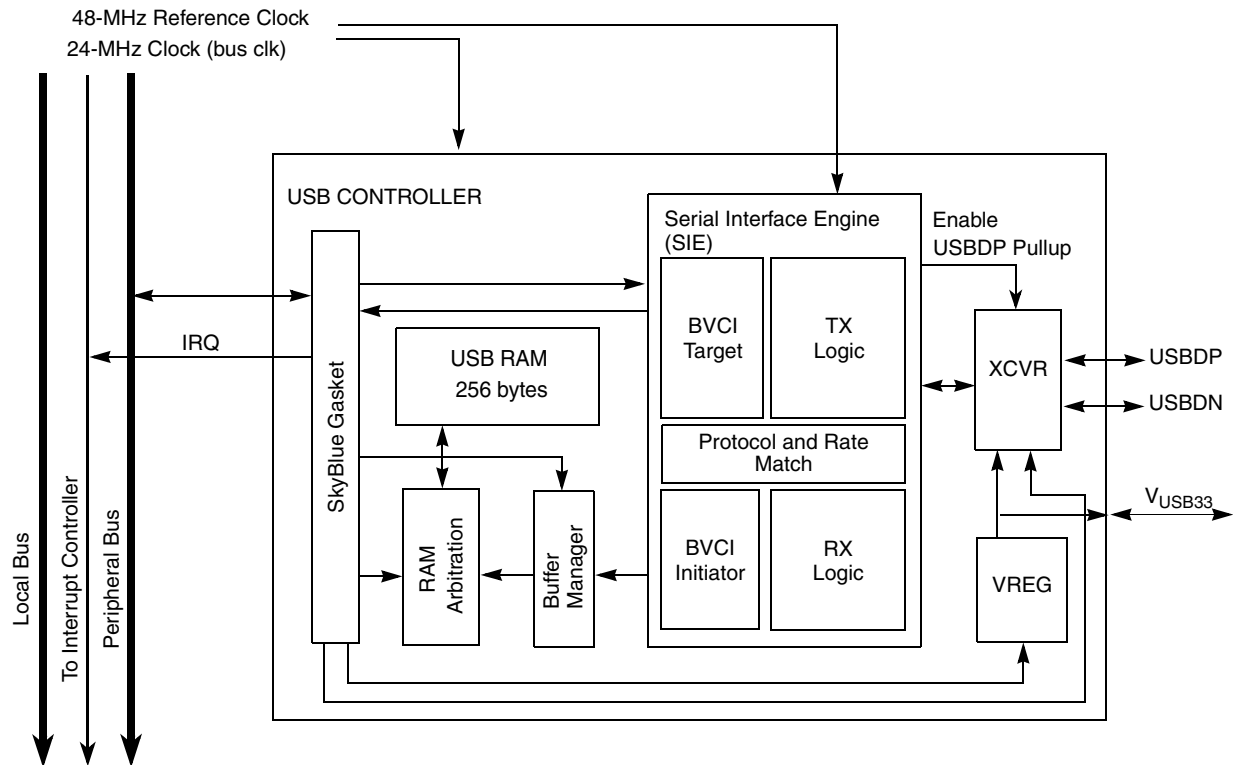 48-MHz Reference Clock
24-MHz Clock (bus clk)
USB CONTROLLER
Serial Interface Engine
(SIE)
Enable
USBDP Pullup
BVCI
Target
TX
Logic
XCVR
USBDP
USBDN
IRQ
USB RAM
256 bytes
SkyBlue Gasket
Protocol and Rate
Match
RAM
Arbitration
Buffer
Manager
BVCI
Initiator
RX
Logic
VREG
VUSB33
Local Bus
To Interrupt Controller
Peripheral Bus